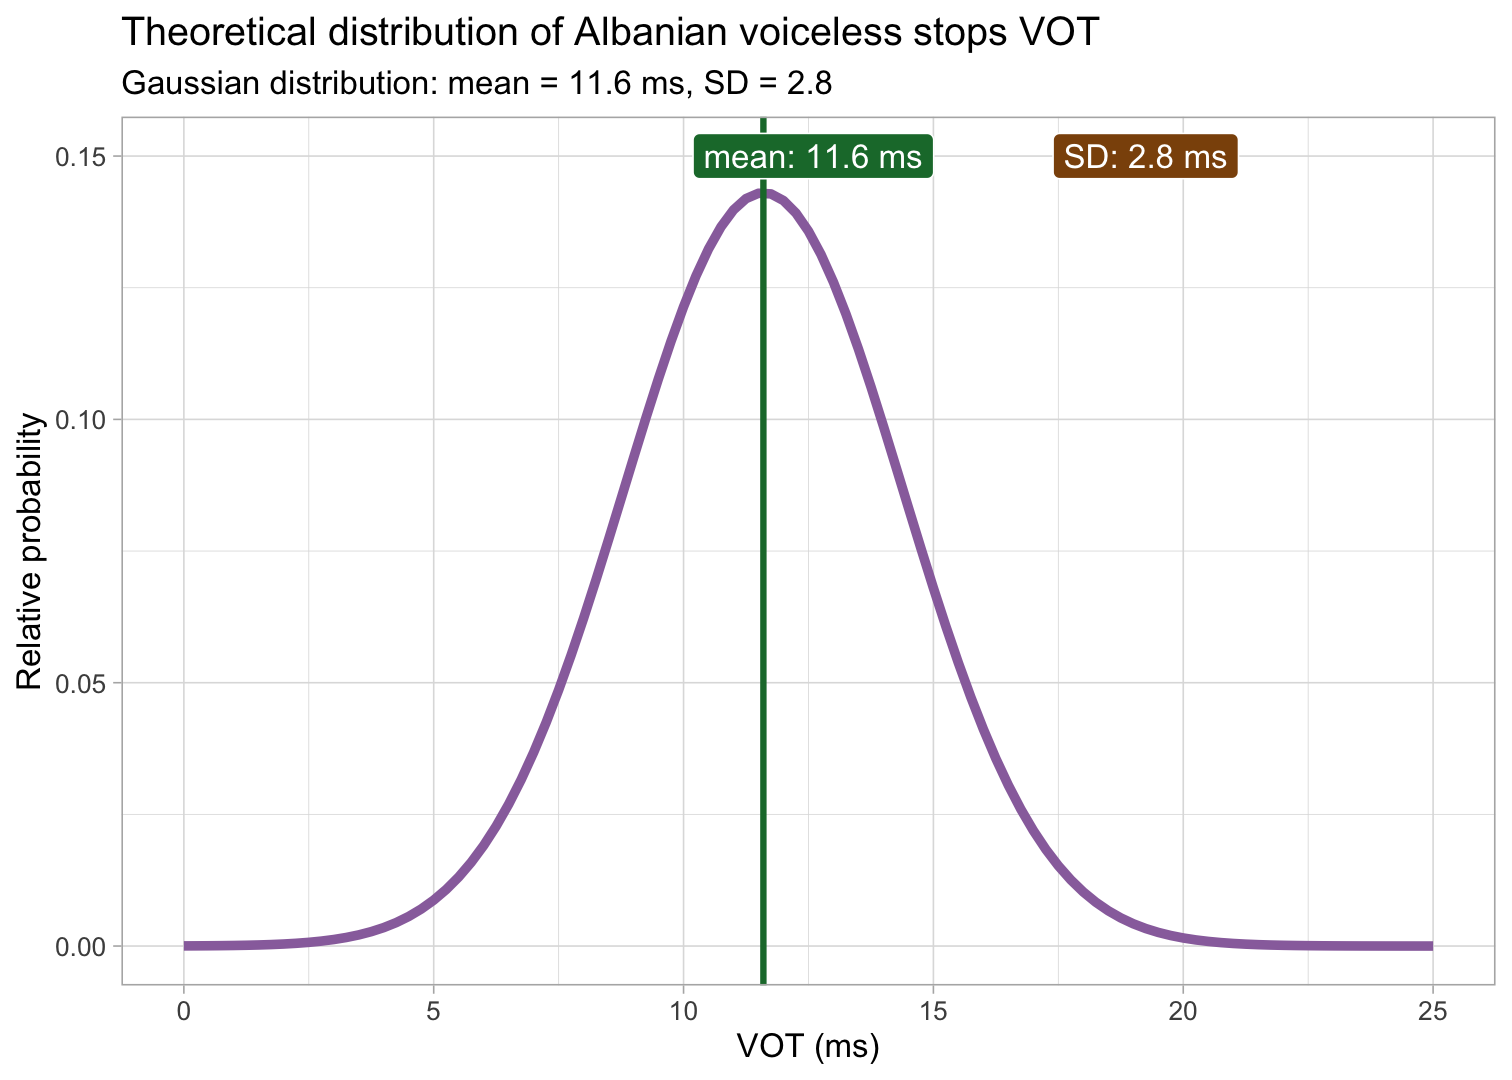 Theoretical distribution of Albanian voiceless stops VOT
Gaussian distribution: mean = 11.6 ms, SD = 2.8
mean: 11.6 ms
SD: 2.8 ms
0.15
0.10
0.05
0.00
Relative probability
0
5
10
15
20
25
VOT (ms)